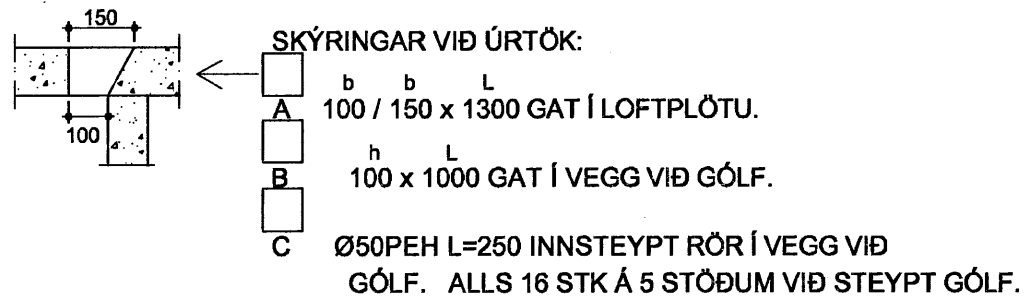 150
SKÝRINGAR VIÐ ÚRTÖK:
b b L
A 100 / 150 x 1300 GAT Í LOFTPLÖTU.
100
h L
B 100 x 1000 GAT Í VEGG VIÐ GÓLF.
C Ø50PEH L=250 INNSTEYPT RÖR Í VEGG VIÐ
GÓLF. ALLS 16 STK Á 5 STÖÐUM VIÐ STEYPT GÓLF.